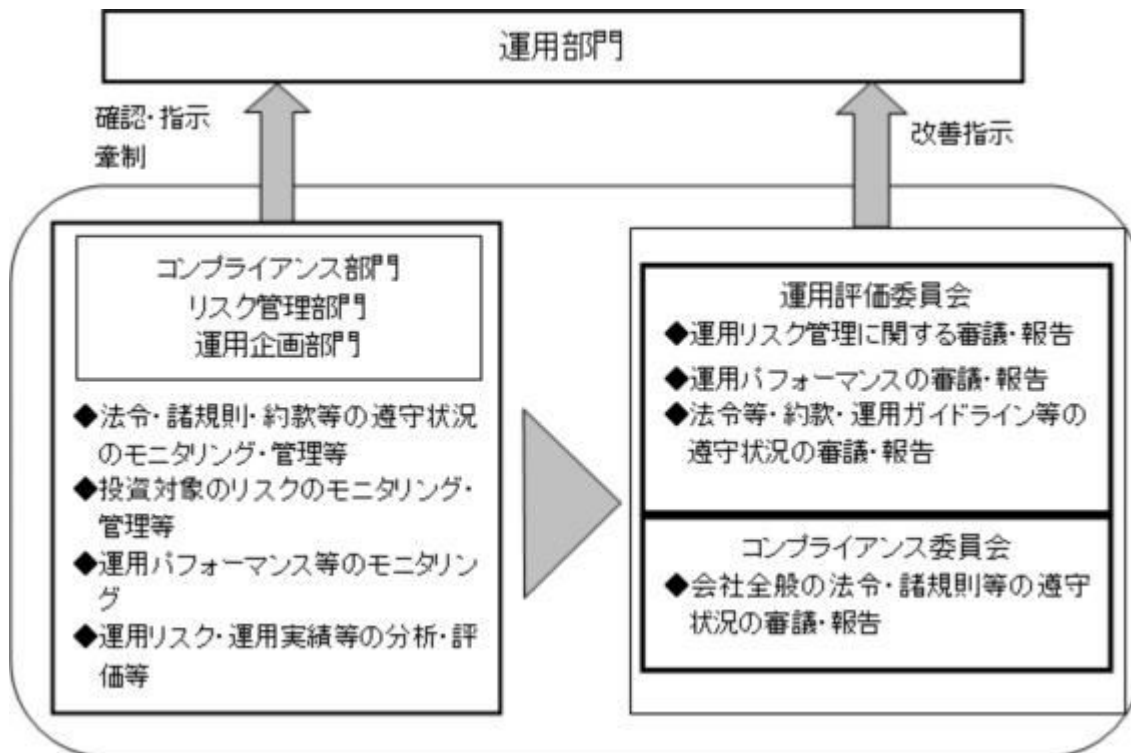 運用部門
確認・指示
牽制
改善指示
コンプライアンス部門
リスク管理部門
運用企画部門
◆法令・諸規則・約款等の遵守状況
のモニタリング・管理等
◆投資対象のリスクのモニタリング・
管理等
◆運用パフォーマンス等のモニタリン
グ
◆運用リスク・運用実績等の分析・評
価等
運用評価委員会
◆運用リスク管理に関する審議・報告
◆運用パフォーマンスの審議・報告
◆法令等・約款・運用ガイドライン等の
遵守状況の審議・報告
コンプライアンス委員会
◆会社全般の法令・諸規則等の遵守
状況の審議・報告